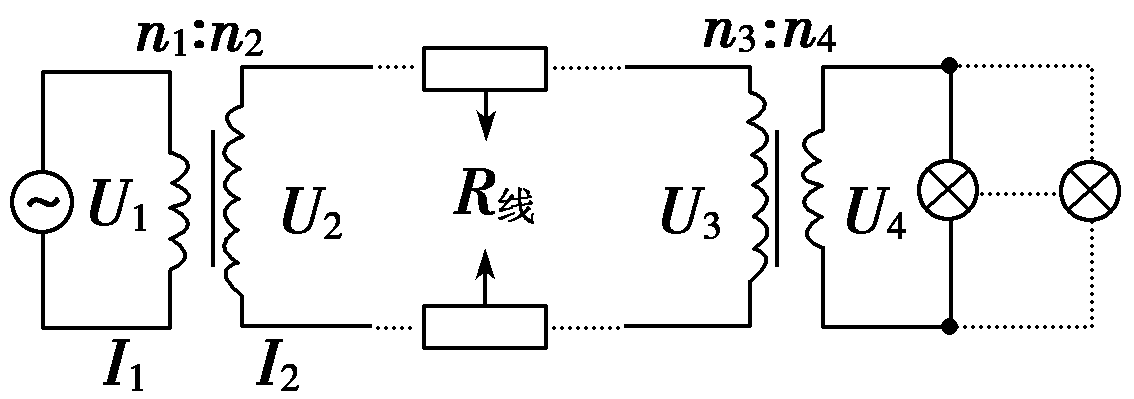 n₁:n₂
n₃:n₄
U₁
U₂
R线
U₃
U₄
I₁
I₂